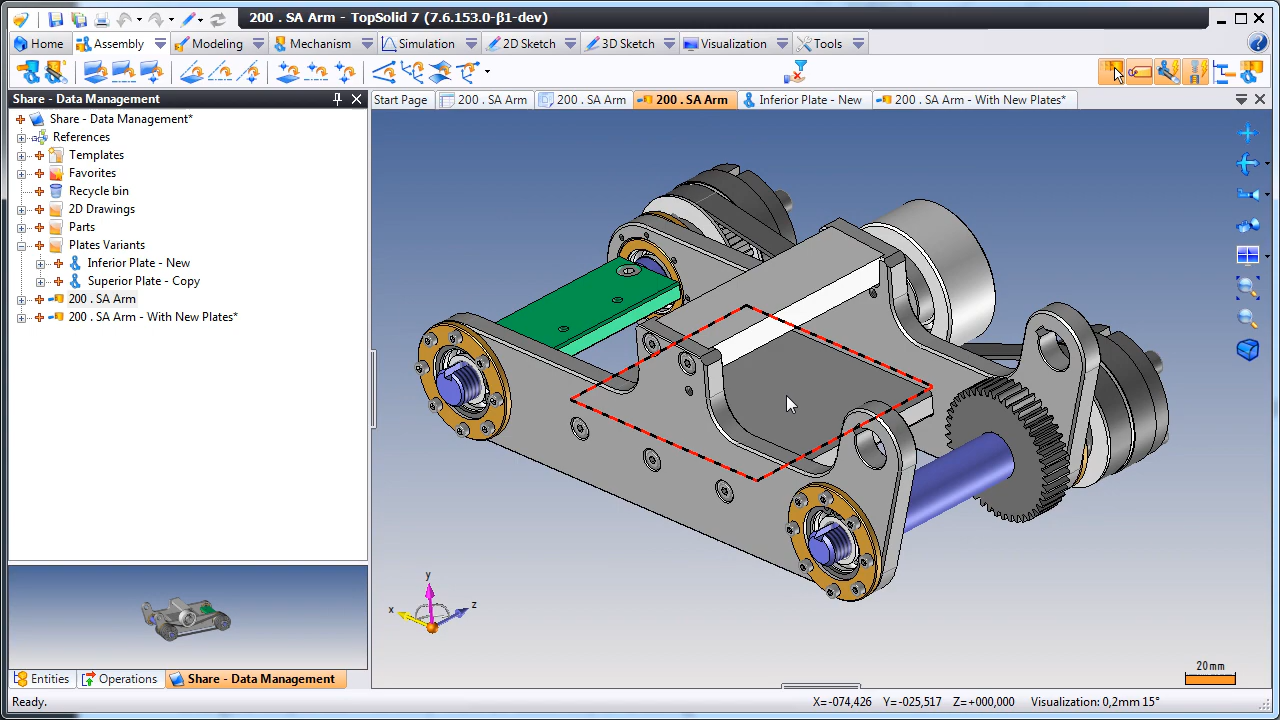 200 . SA Arm - TopSolid 7 (7.6.153.0-β1-dev)
Home Assembly Modeling Mechanism Simulation 2D Sketch 3D Sketch Visualization Tools
Share - Data Management
Start Page 200 . SA Arm 200 . SA Arm 200 . SA Arm Inferior Plate - New 200 . SA Arm - With New Plates*
Share - Data Management*
References
Templates
Favorites
Recycle bin
2D Drawings
Parts
Plates Variants
Inferior Plate - New
Superior Plate - Copy
200 . SA Arm
200 . SA Arm - With New Plates*
y
x
z
20mm
Entities Operations Share - Data Management
Ready.
X=-074,426 Y=-025,517 Z=+000,000 Visualization: 0,2mm 15°